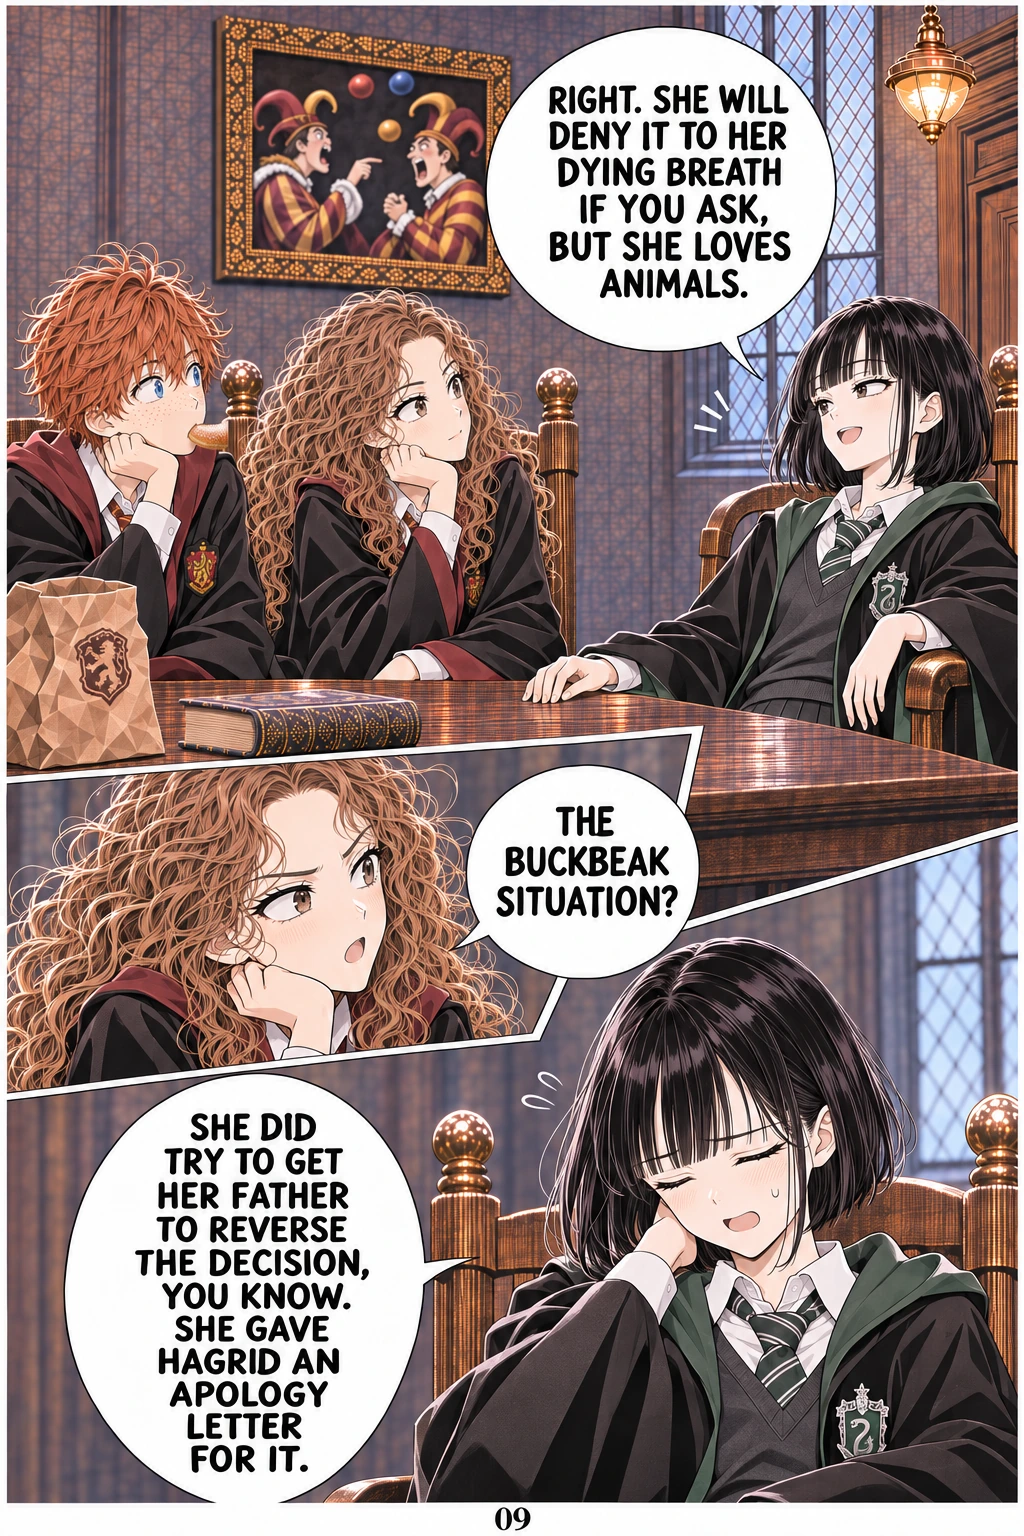 RIGHT. SHE WILL
DENY IT TO HER
DYING BREATH
IF YOU ASK,
BUT SHE LOVES
ANIMALS.
THE
BUCKBEAK
SITUATION?
SHE DID
TRY TO GET
HER FATHER
TO REVERSE
THE DECISION,
YOU KNOW.
SHE GAVE
HAGRID AN
APOLOGY
LETTER
FOR IT.
09